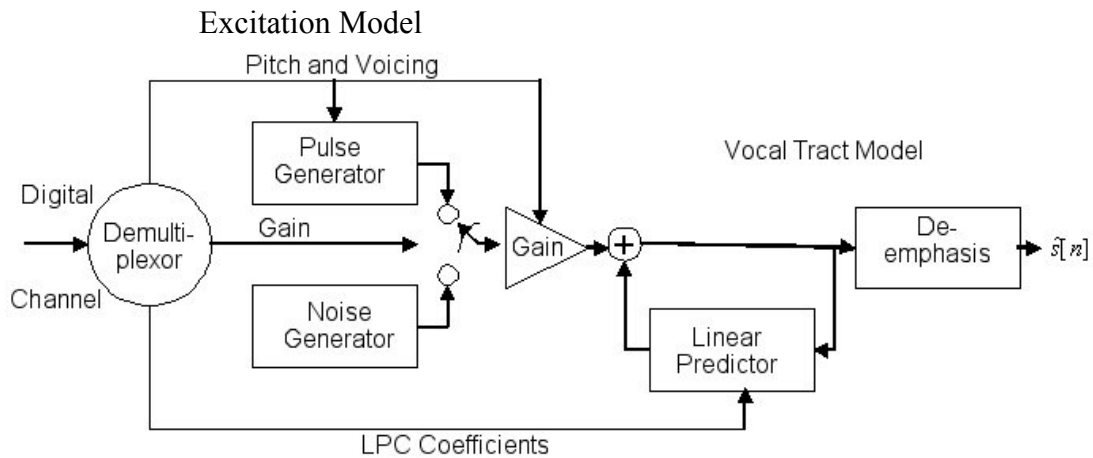 Excitation Model
Pitch and Voicing
Pulse
Generator
Vocal Tract Model
Digital
Demulti-
plexor
Gain
Gain
De-
emphasis
ŝ[n]
Channel
Noise
Generator
Linear
Predictor
LPC Coefficients